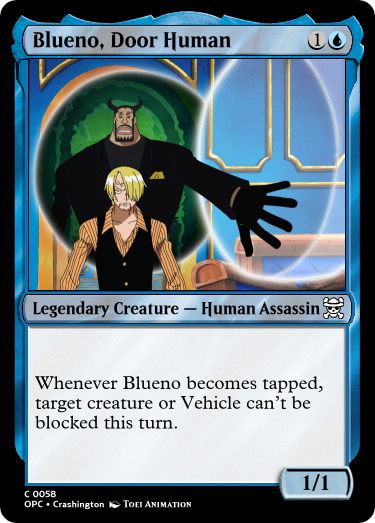 Blueno, Door Human 1
Legendary Creature — Human Assassin
Whenever Blueno becomes tapped,
target creature or Vehicle can't be
blocked this turn.
1/1
C 0058
OPC • Crashington TOEI ANIMATION